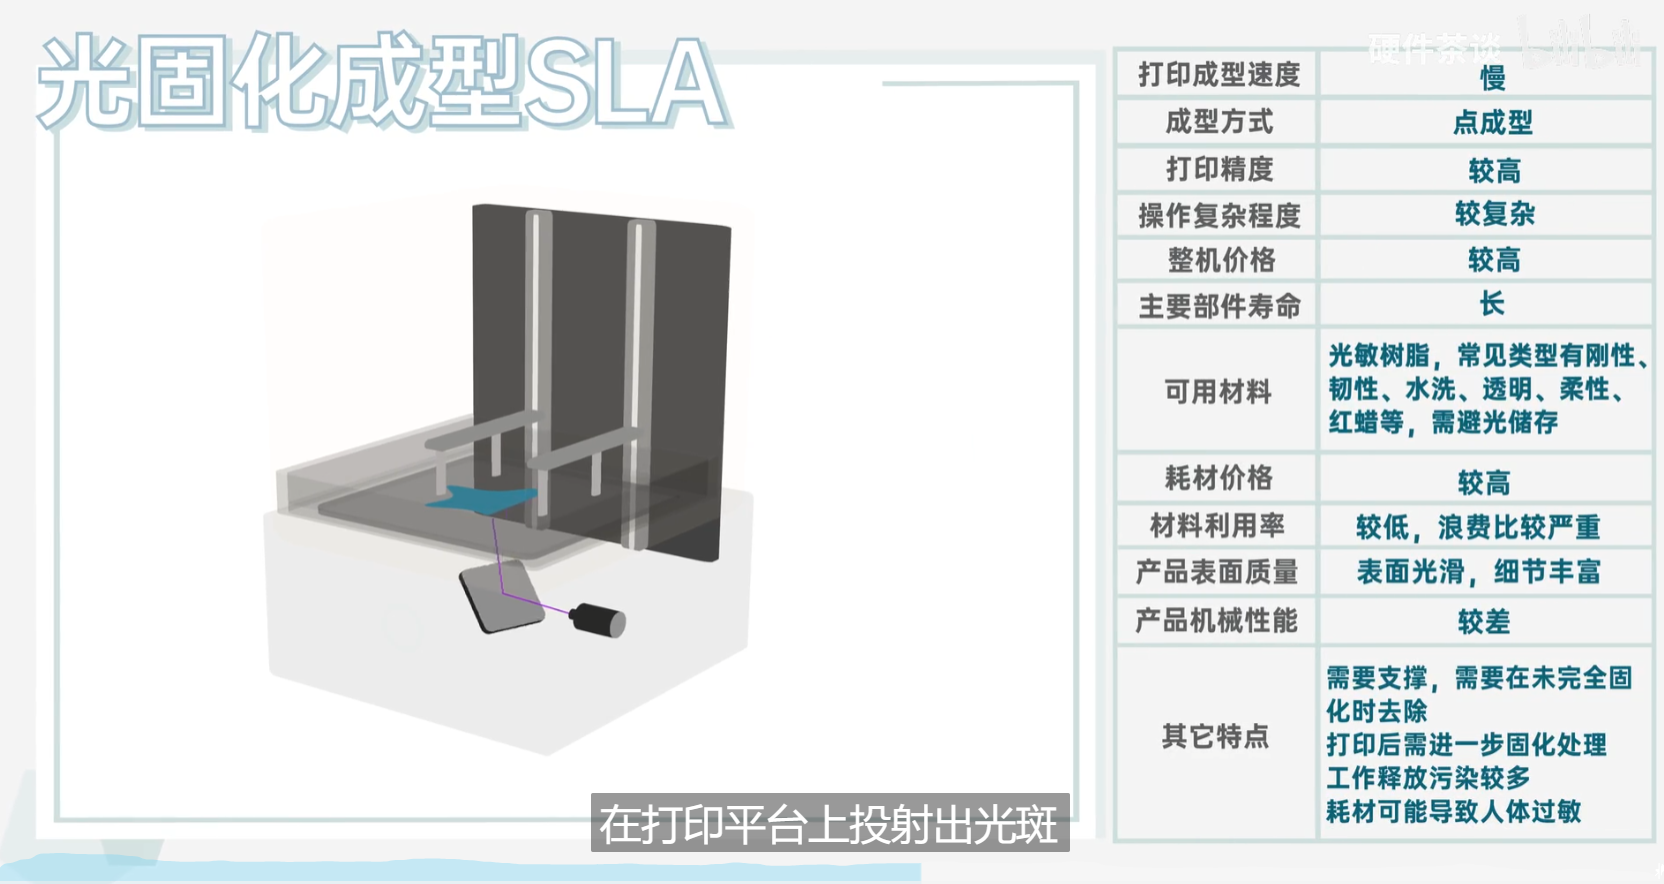 光固化成型SLA
硬件茶谈
打印成型速度 慢
成型方式 点成型
打印精度 较高
操作复杂程度 较复杂
整机价格 较高
主要部件寿命 长
可用材料 光敏树脂，常见类型有刚性、
韧性、水洗、透明、柔性、
红蜡等，需避光储存
耗材价格 较高
材料利用率 较低，浪费比较严重
产品表面质量 表面光滑，细节丰富
产品机械性能 较差
其它特点 需要支撑，需要在未完全固
化时去除
打印后需进一步固化处理
工作释放污染较多
耗材可能导致人体过敏
在打印平台上投射出光斑